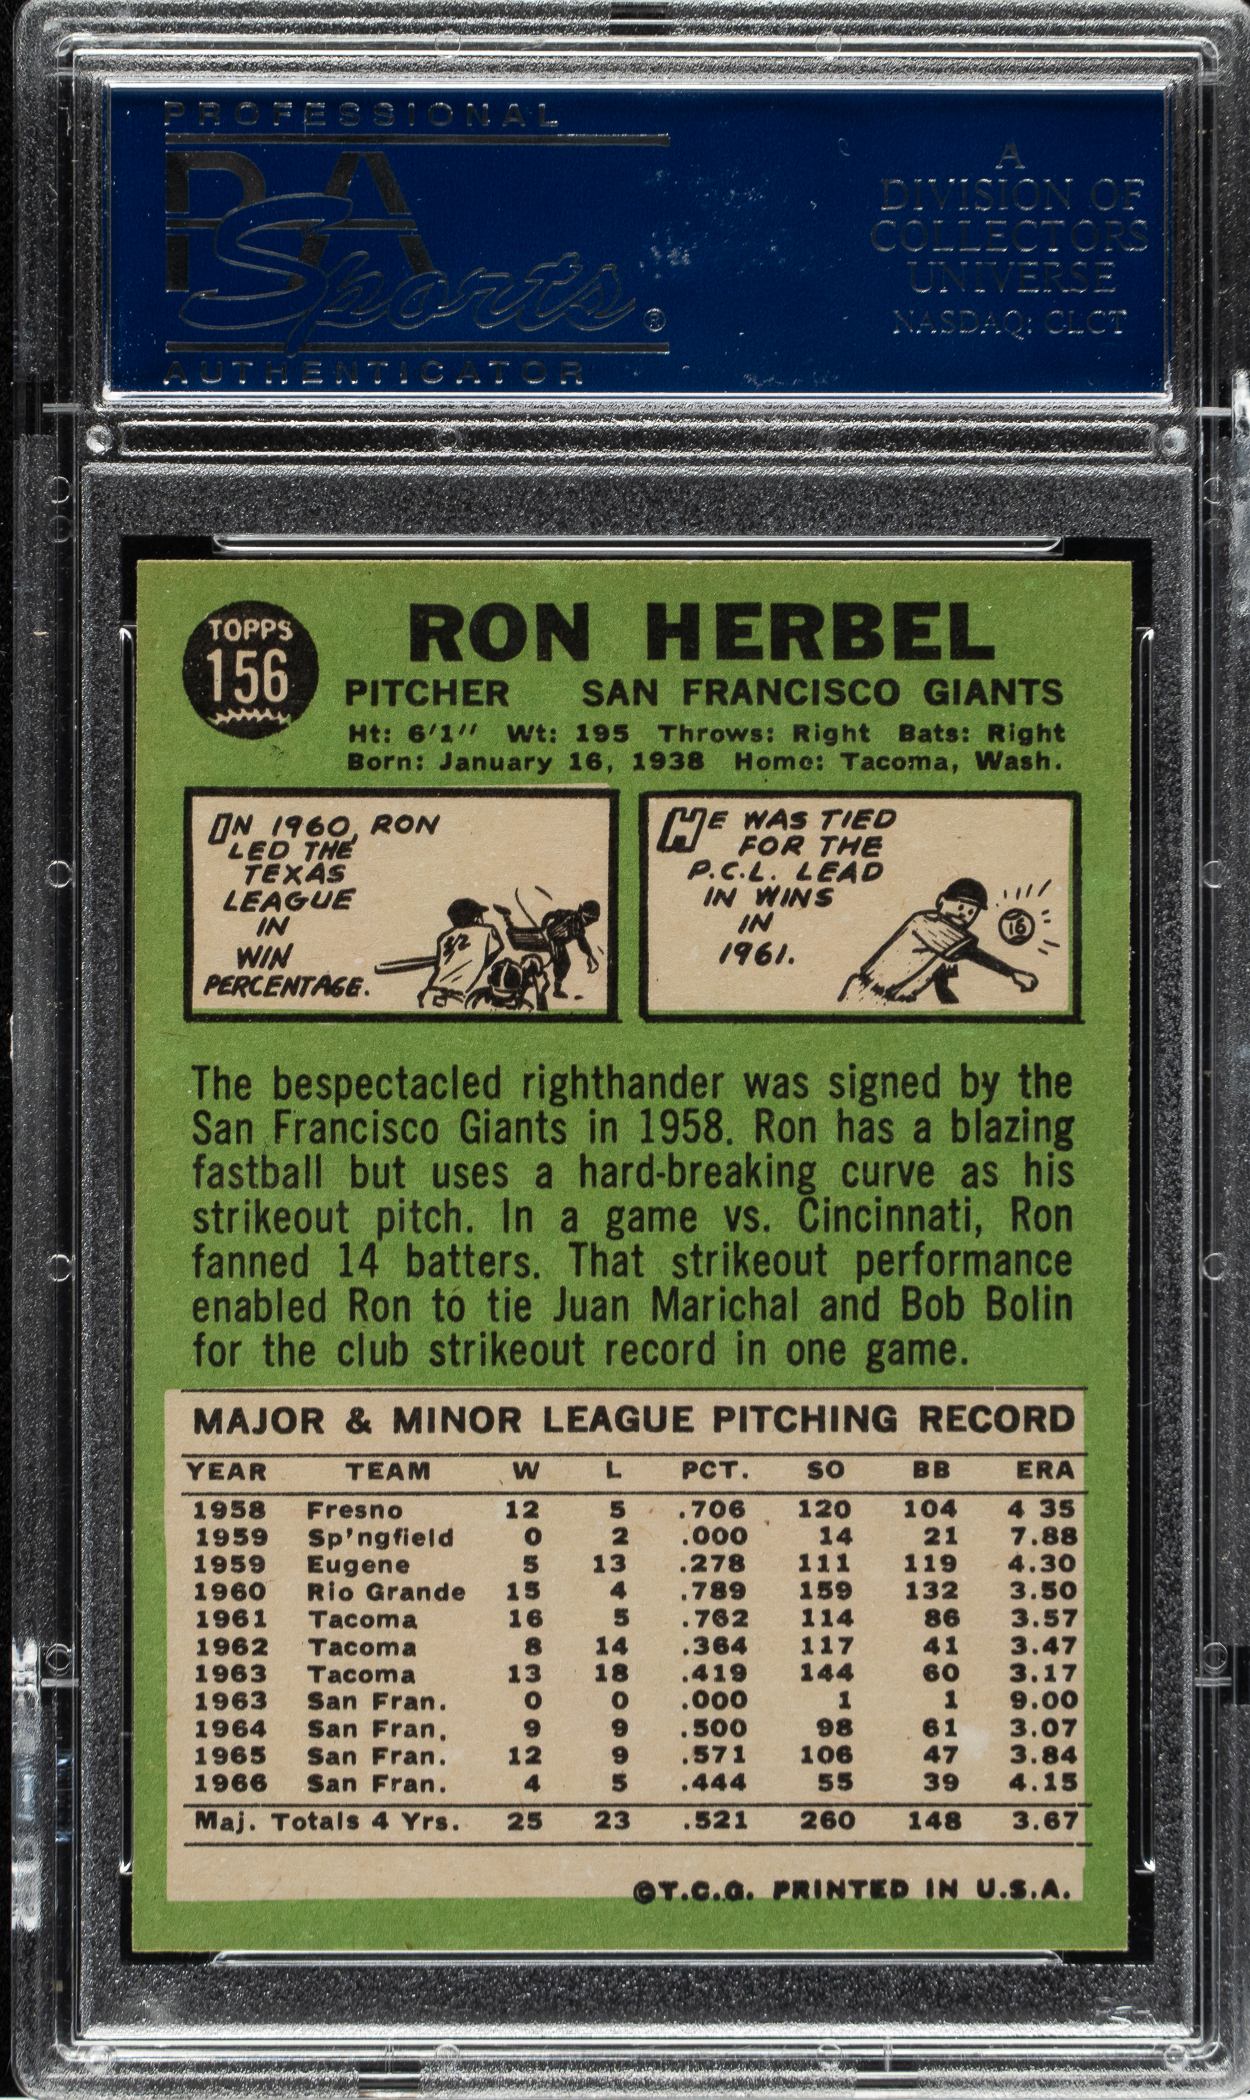 PROFESSIONAL
PSA
Sports®
AUTHENTICATOR
A
DIVISION OF
COLLECTORS
UNIVERSE
NASDAQ: CLCT
TOPPS
156
RON HERBEL
PITCHER SAN FRANCISCO GIANTS
Ht: 6'1" Wt: 195 Throws: Right Bats: Right
Born: January 16, 1938 Home: Tacoma, Wash.
IN 1960, RON
LED THE
TEXAS
LEAGUE
IN
WIN
PERCENTAGE.
HE WAS TIED
FOR THE
P.C.L. LEAD
IN WINS
IN
1961.
16
The bespectacled righthander was signed by the
San Francisco Giants in 1958. Ron has a blazing
fastball but uses a hard-breaking curve as his
strikeout pitch. In a game vs. Cincinnati, Ron
fanned 14 batters. That strikeout performance
enabled Ron to tie Juan Marichal and Bob Bolin
for the club strikeout record in one game.
MAJOR & MINOR LEAGUE PITCHING RECORD
YEAR TEAM W L PCT. SO BB ERA
1958 Fresno 12 5 .706 120 104 4 35
1959 Sp'ngfield 0 2 .000 14 21 7.88
1959 Eugene 5 13 .278 111 119 4.30
1960 Rio Grande 15 4 .789 159 132 3.50
1961 Tacoma 16 5 .762 114 86 3.57
1962 Tacoma 8 14 .364 117 41 3.47
1963 Tacoma 13 18 .419 144 60 3.17
1963 San Fran. 0 0 .000 1 1 9.00
1964 San Fran. 9 9 .500 98 61 3.07
1965 San Fran. 12 9 .571 106 47 3.84
1966 San Fran. 4 5 .444 55 39 4.15
Maj. Totals 4 Yrs. 25 23 .521 260 148 3.67
©T.C.G. PRINTED IN U.S.A.